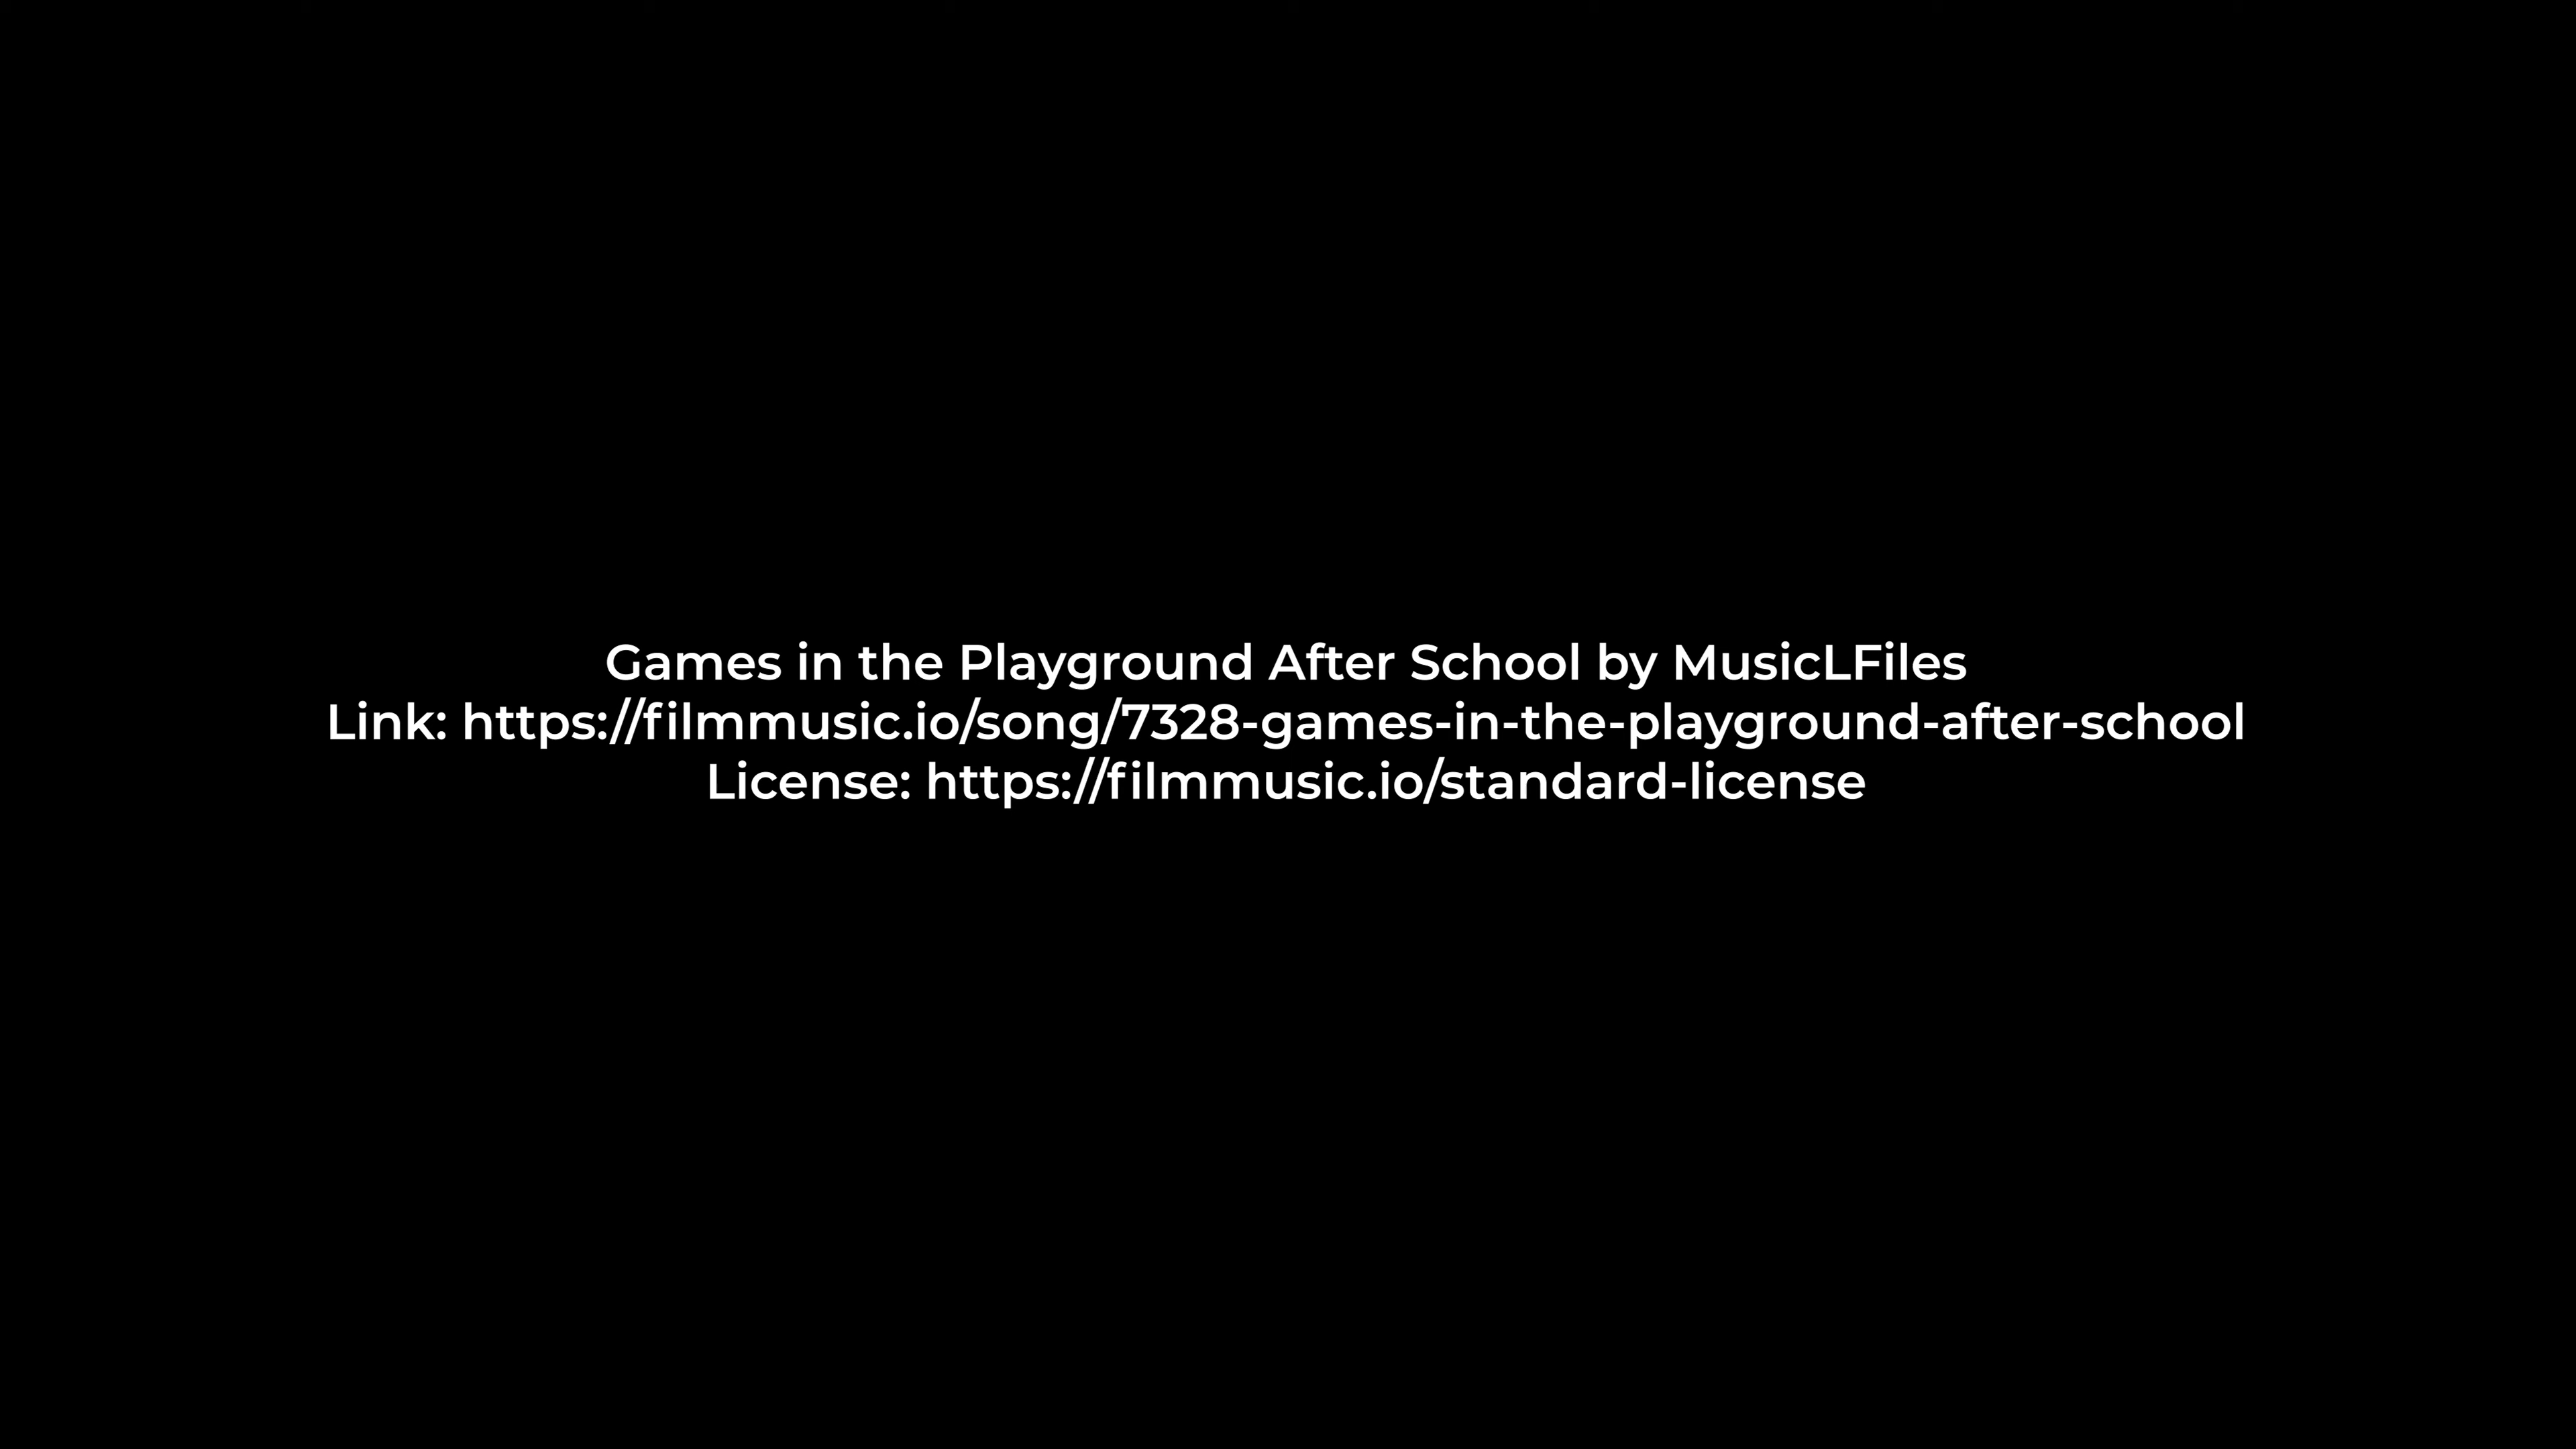 Games in the Playground After School by MusicLFiles
Link: https://filmmusic.io/song/7328-games-in-the-playground-after-school
License: https://filmmusic.io/standard-license